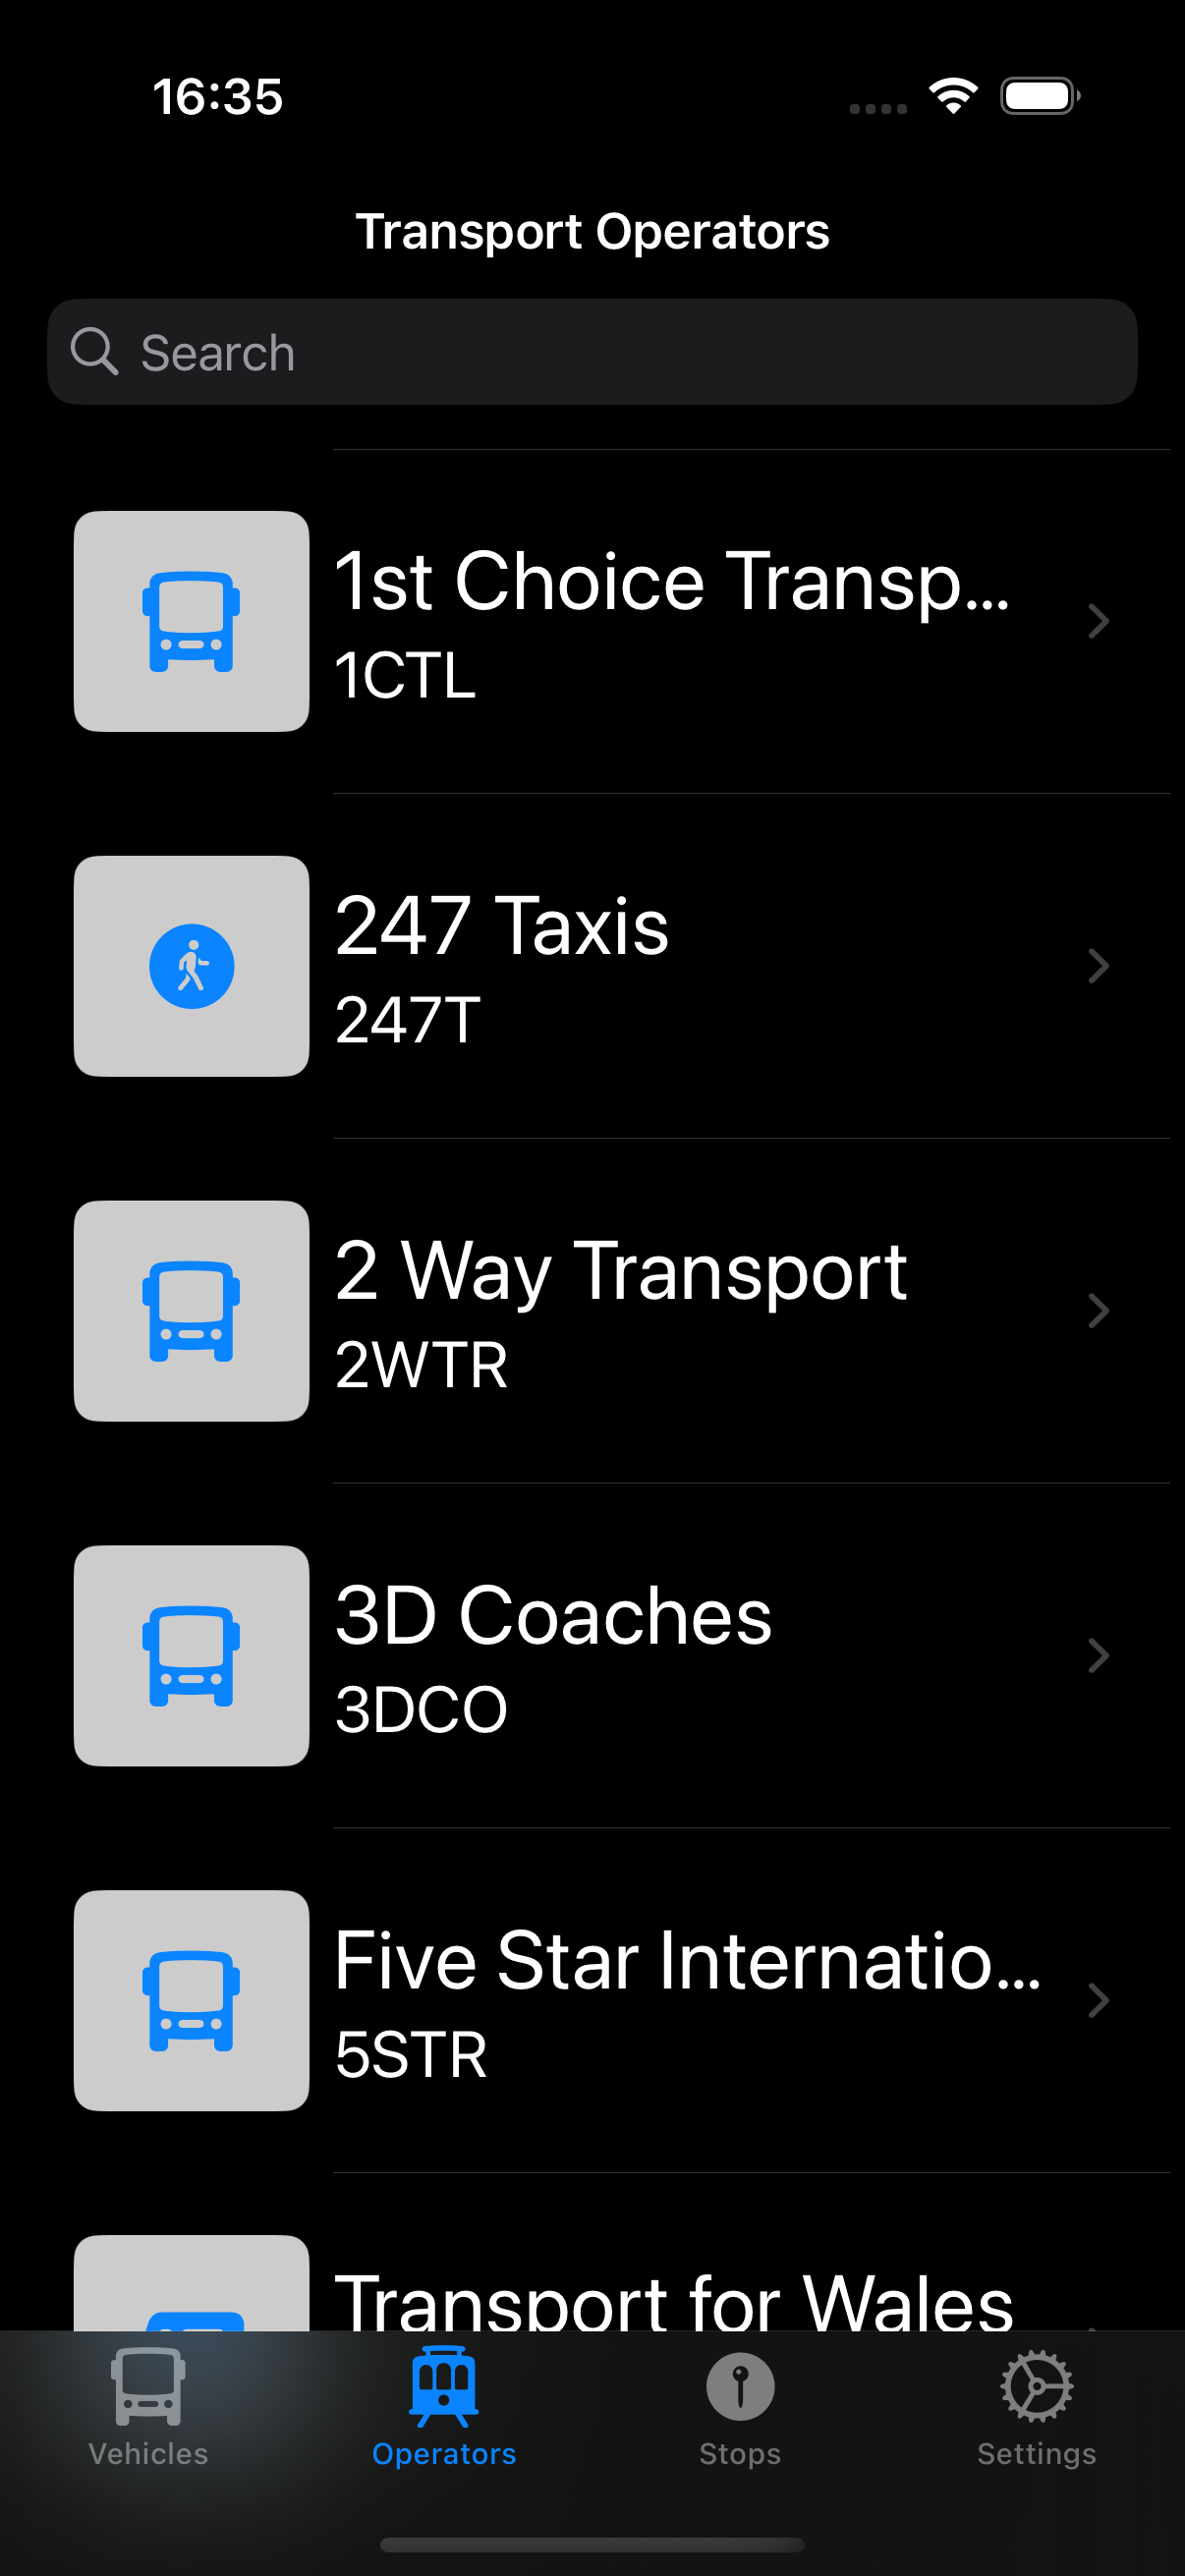 16:35
Transport Operators
Search
1st Choice Transp...
1CTL
247 Taxis
247T
2 Way Transport
2WTR
3D Coaches
3DCO
Five Star Internatio...
5STR
Transport for Wales
Vehicles
Operators
Stops
Settings